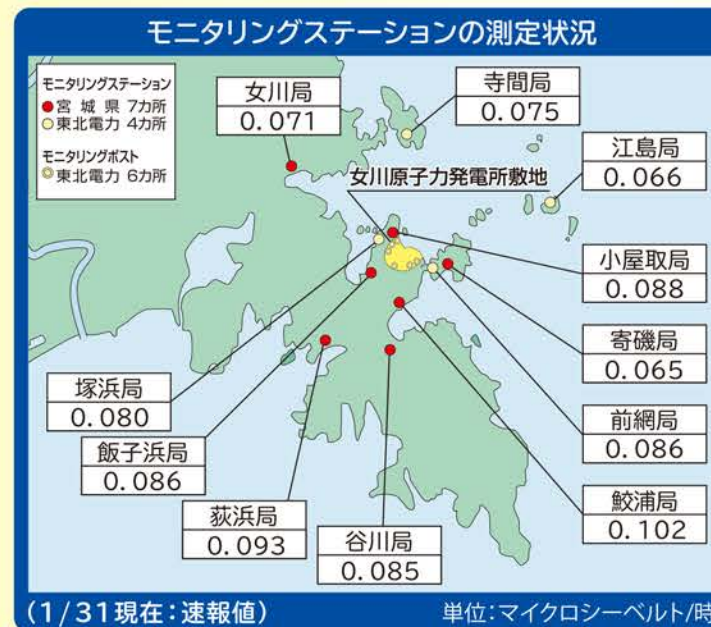 モニタリングステーションの測定状況
モニタリングステーション
宮城県 7カ所
東北電力 4カ所
モニタリングポスト
東北電力 6カ所
女川局
0.071
寺間局
0.075
江島局
0.066
女川原子力発電所敷地
小屋取局
0.088
寄磯局
0.065
前網局
0.086
鮫浦局
0.102
塚浜局
0.080
飯子浜局
0.086
荻浜局
0.093
谷川局
0.085
(1/31現在:速報値)
単位:マイクロシーベルト/時